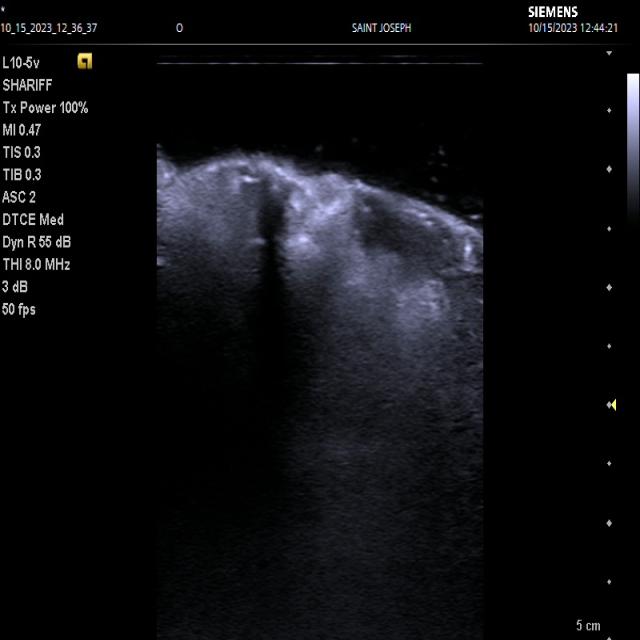 SIEMENS
10_15_2023_12_36_37 O SAINT JOSEPH 10/15/2023 12:44:21
L10-5v
SHARIFF
Tx Power 100%
MI 0.47
TIS 0.3
TIB 0.3
ASC 2
DTCE Med
Dyn R 55 dB
THI 8.0 MHz
3 dB
50 fps
5 cm